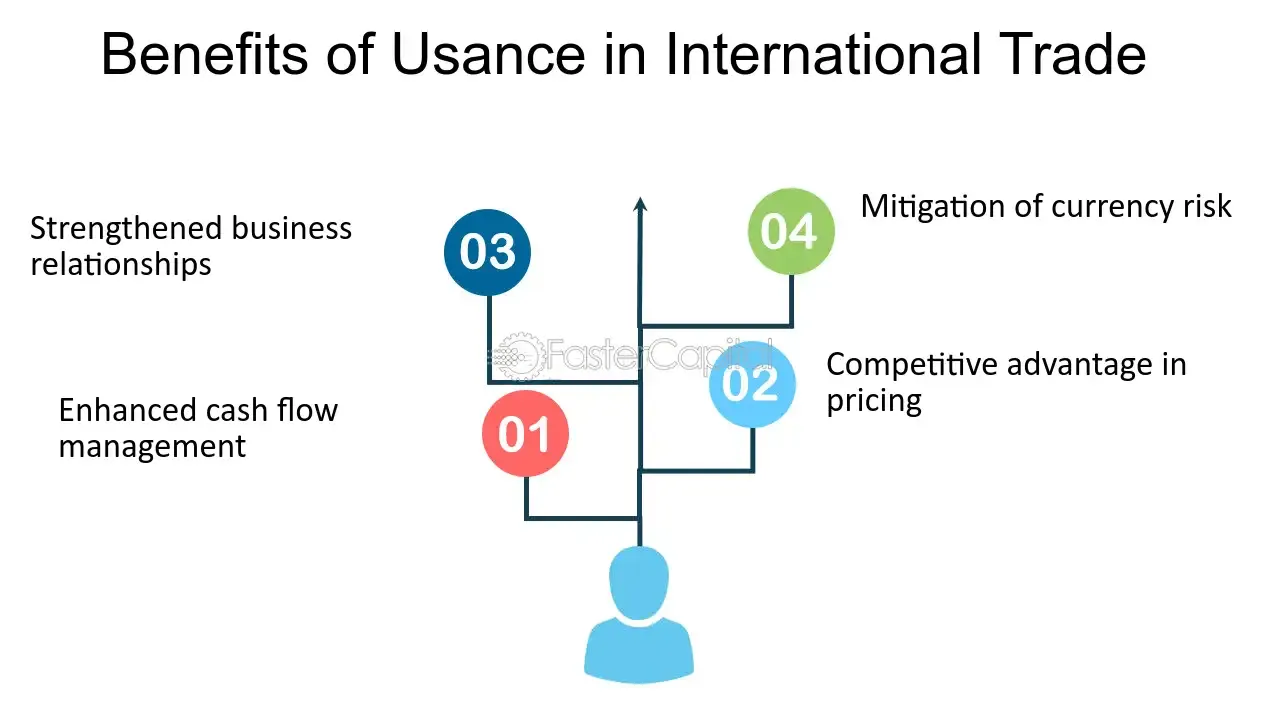 Benefits of Usance in International Trade
Strengthened business
relationships
03
04
Mitigation of currency risk
FasterCapital
Enhanced cash flow
management
01
02
Competitive advantage in
pricing